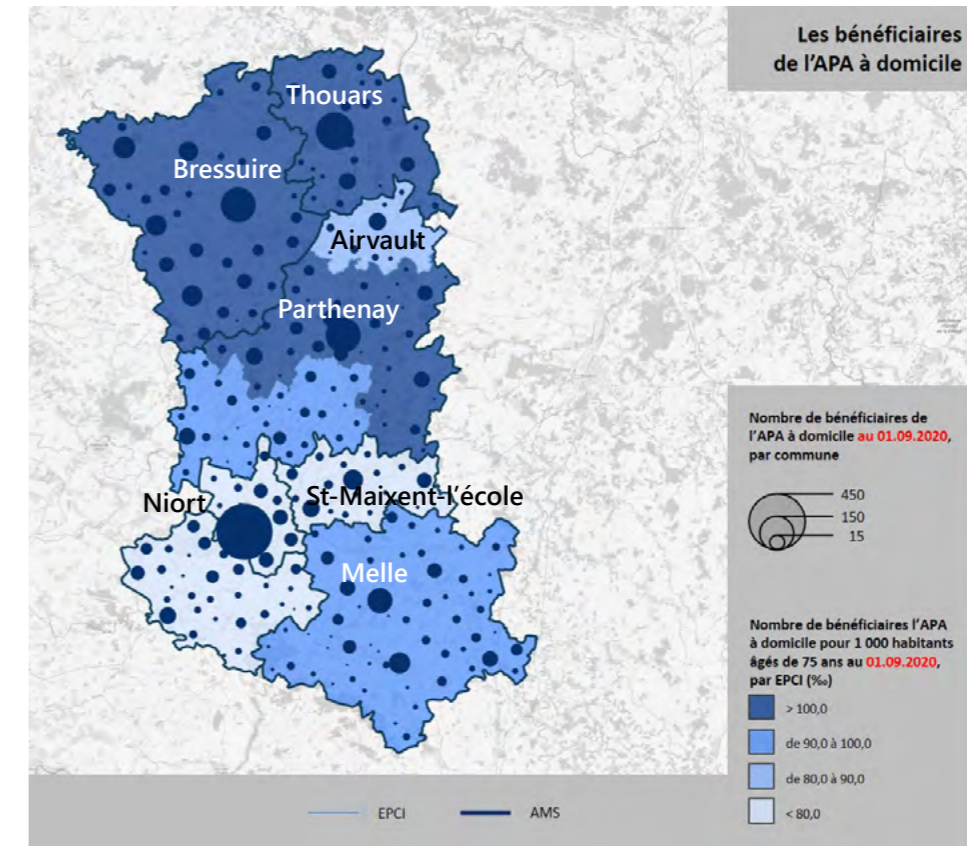 Les bénéficiaires
de l'APA à domicile
Thouars
Bressuire
Airvault
Parthenay
Niort
St-Maixent-l'école
Melle
Nombre de bénéficiaires de
l'APA à domicile au 01.09.2020,
par commune
450
150
15
Nombre de bénéficiaires l'APA
à domicile pour 1 000 habitants
âgés de 75 ans au 01.09.2020,
par EPCI (‰)
> 100,0
de 90,0 à 100,0
de 80,0 à 90,0
< 80,0
EPCI
AMS